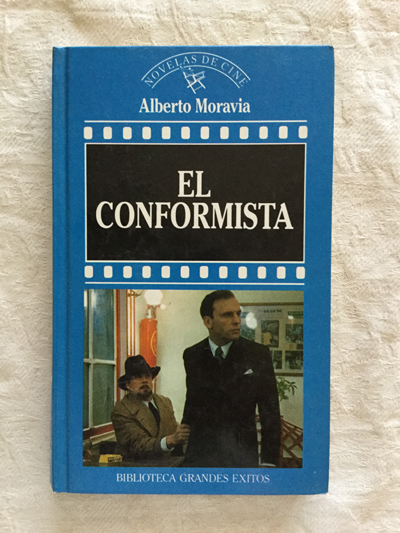 NOVELAS DE CINE
Alberto Moravia
EL
CONFORMISTA
BIBLIOTECA GRANDES EXITOS